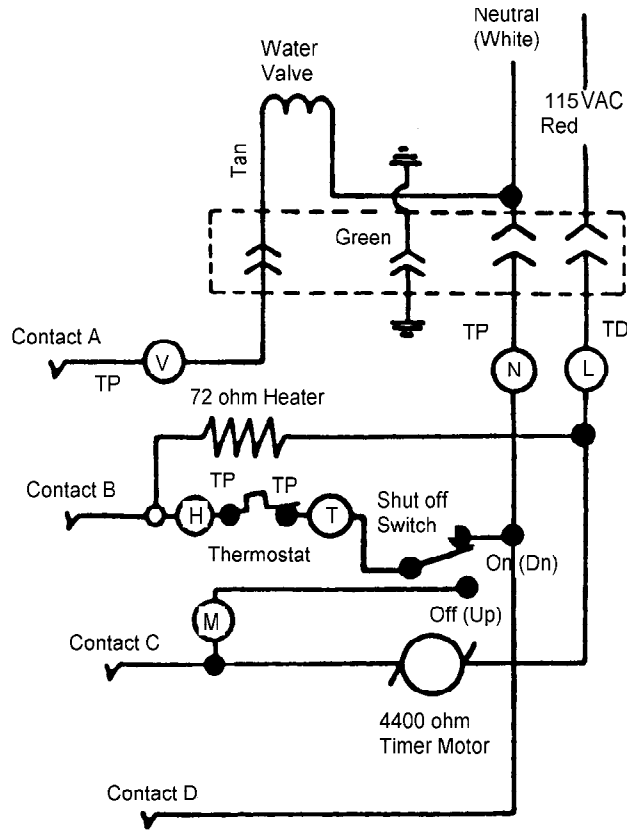 Neutral
(White)
Water
Valve
115VAC
Red
Tan
Green
Contact A
TP
V
TP
TD
N
L
72 ohm Heater
Contact B
H
TP
TP
T
Thermostat
Shut off
Switch
On (Dn)
Off (Up)
M
Contact C
4400 ohm
Timer Motor
Contact D